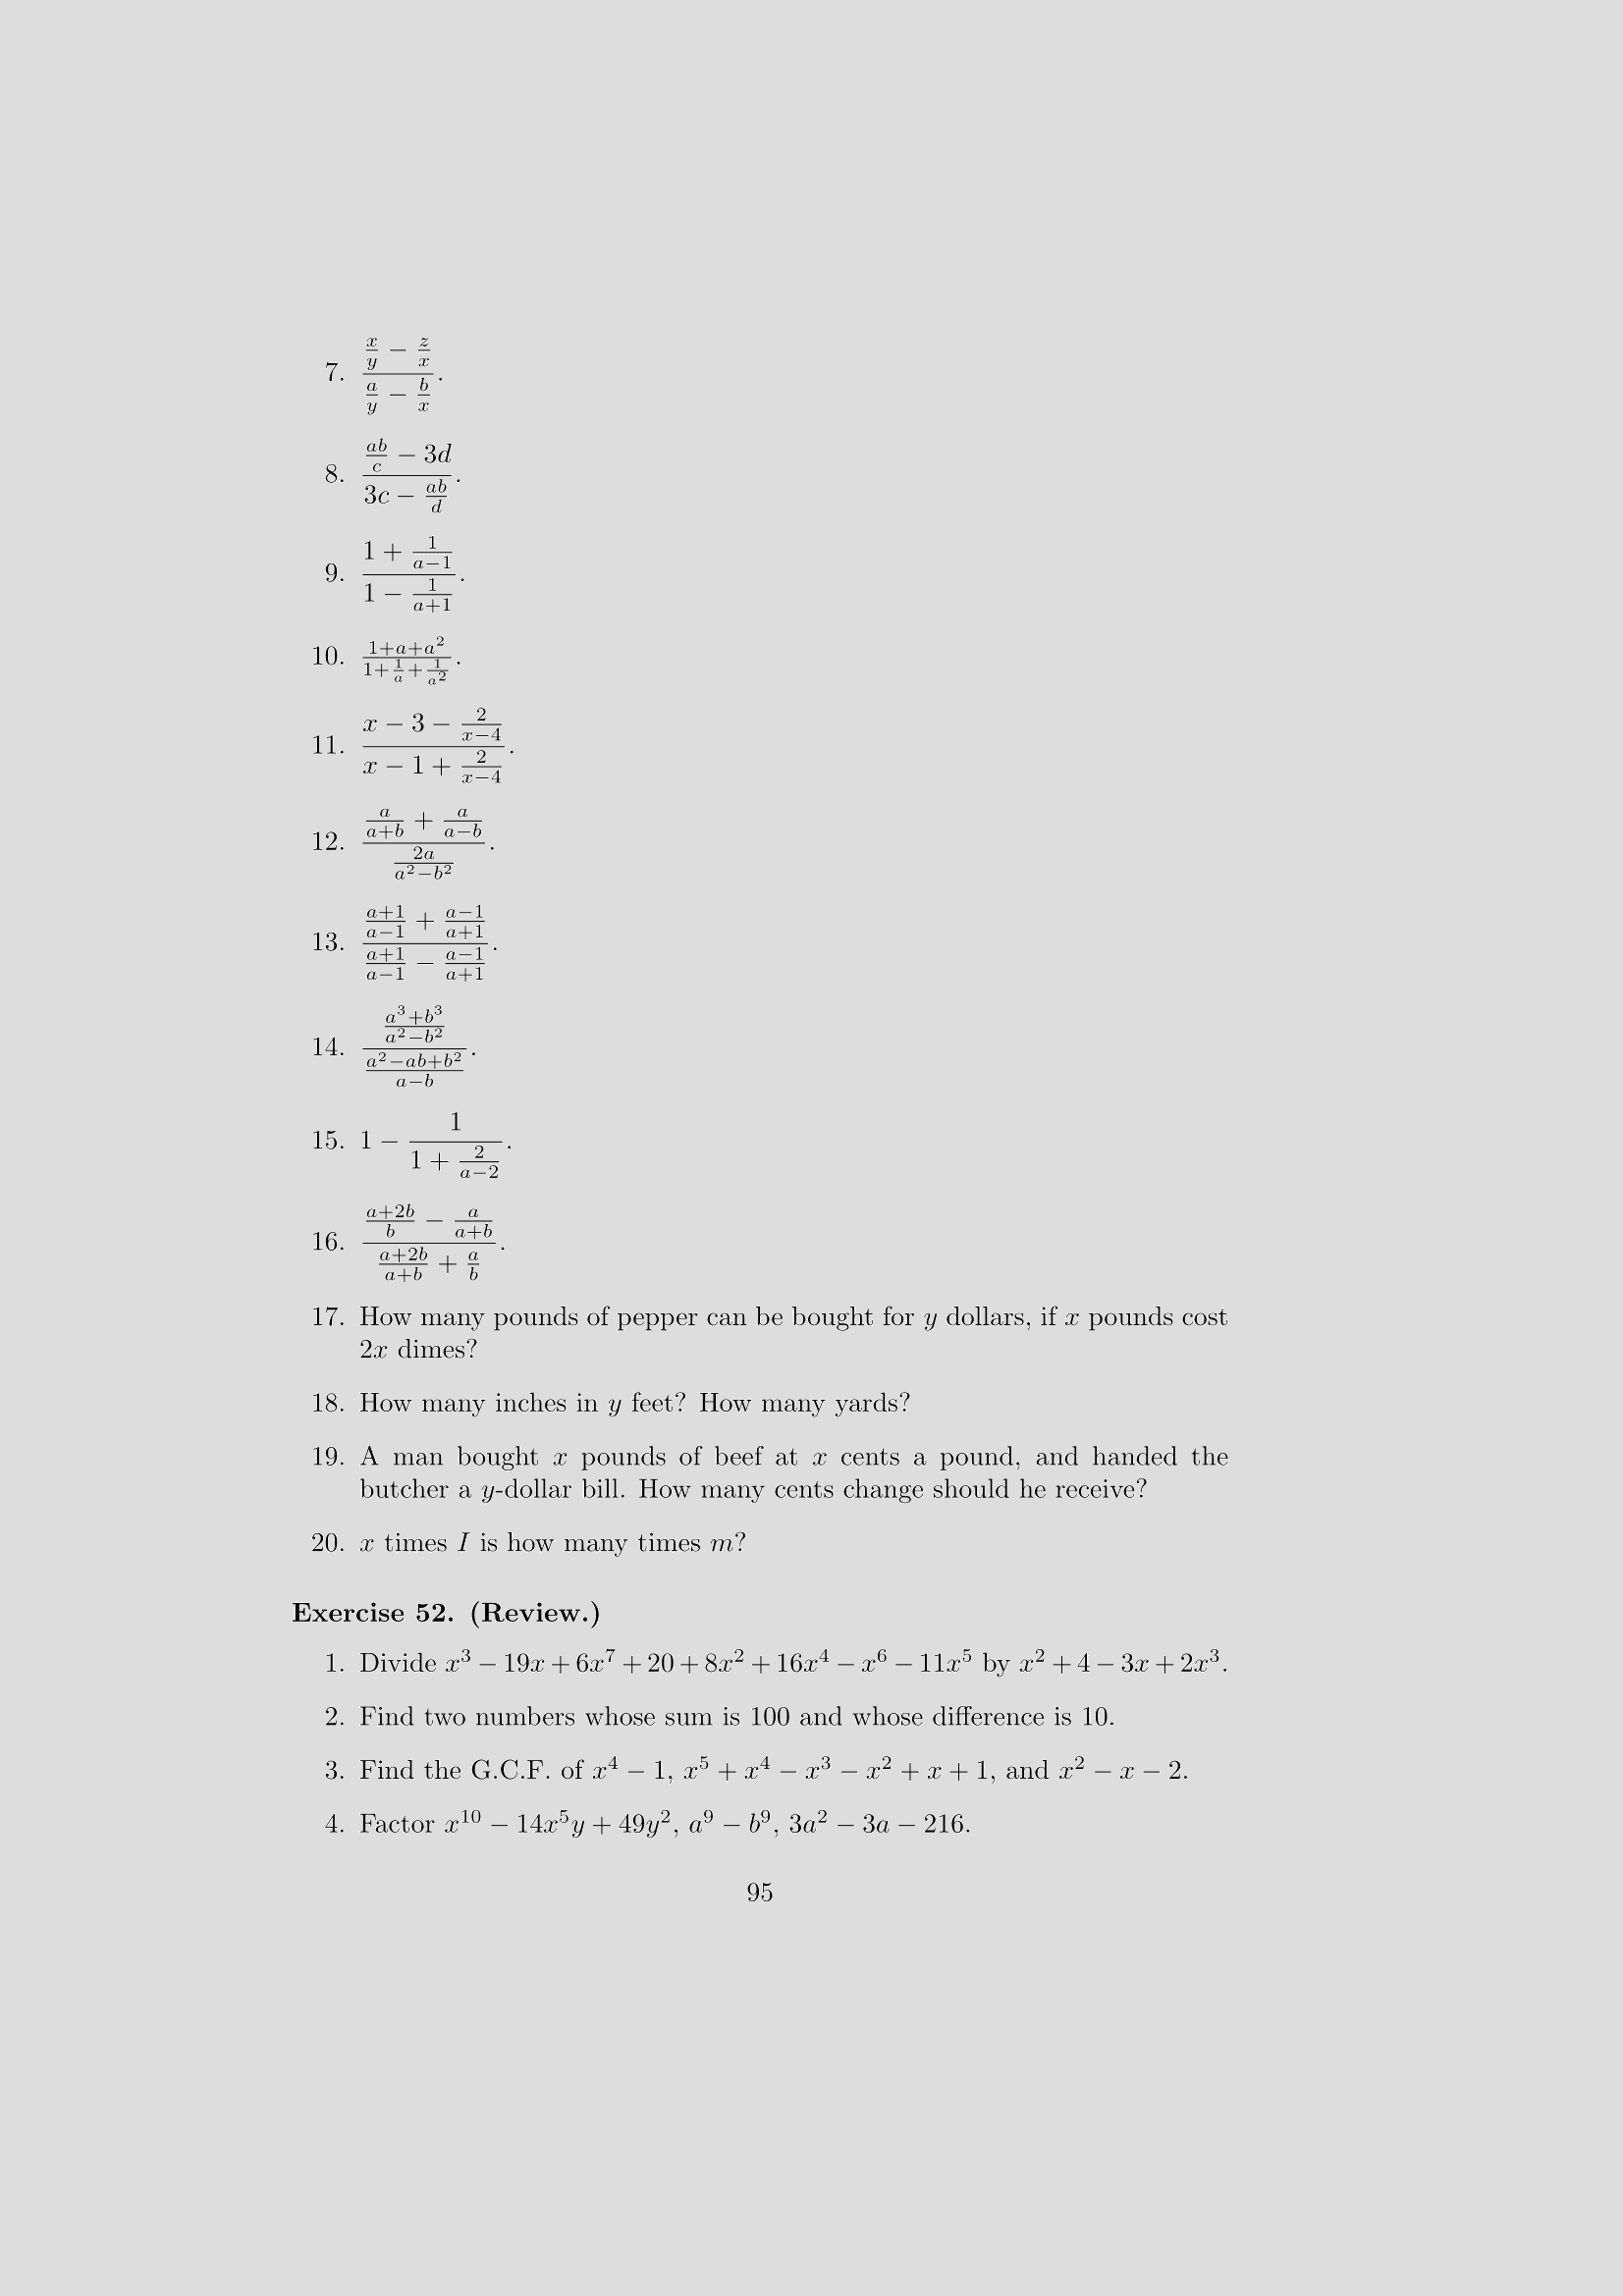 7. $\dfrac{\frac{x}{y} - \frac{z}{x}}{\frac{a}{y} - \frac{b}{x}}$.
8. $\dfrac{\frac{ab}{c} - 3d}{3c - \frac{ab}{d}}$.
9. $\dfrac{1 + \frac{1}{a-1}}{1 - \frac{1}{a+1}}$.
10. $\frac{1+a+a^2}{1+\frac{1}{a}+\frac{1}{a^2}}$.
11. $\dfrac{x - 3 - \frac{2}{x-4}}{x - 1 + \frac{2}{x-4}}$.
12. $\dfrac{\frac{a}{a+b} + \frac{a}{a-b}}{\frac{2a}{a^2-b^2}}$.
13. $\dfrac{\frac{a+1}{a-1} + \frac{a-1}{a+1}}{\frac{a+1}{a-1} - \frac{a-1}{a+1}}$.
14. $\dfrac{\frac{a^3+b^3}{a^2-b^2}}{\frac{a^2-ab+b^2}{a-b}}$.
15. $1 - \dfrac{1}{1 + \frac{2}{a-2}}$.
16. $\dfrac{\frac{a+2b}{b} - \frac{a}{a+b}}{\frac{a+2b}{a+b} + \frac{a}{b}}$.
17. How many pounds of pepper can be bought for $y$ dollars, if $x$ pounds cost
$2x$ dimes?
18. How many inches in $y$ feet? How many yards?
19. A man bought $x$ pounds of beef at $x$ cents a pound, and handed the
butcher a $y$-dollar bill. How many cents change should he receive?
20. $x$ times $I$ is how many times $m$?
Exercise 52. (Review.)
1. Divide $x^3 - 19x + 6x^7 + 20 + 8x^2 + 16x^4 - x^6 - 11x^5$ by $x^2 + 4 - 3x + 2x^3$.
2. Find two numbers whose sum is 100 and whose difference is 10.
3. Find the G.C.F. of $x^4 - 1$, $x^5 + x^4 - x^3 - x^2 + x + 1$, and $x^2 - x - 2$.
4. Factor $x^{10} - 14x^5y + 49y^2$, $a^9 - b^9$, $3a^2 - 3a - 216$.
95